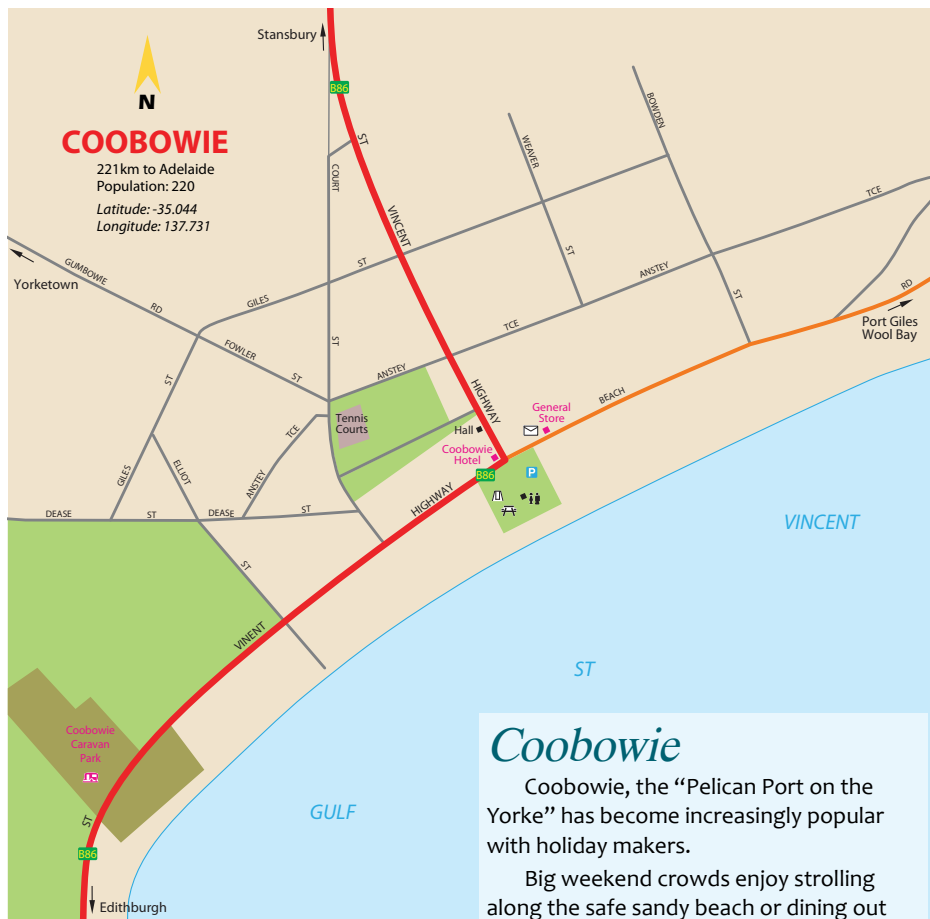 Stansbury
B86
N
COOBOWIE
221km to Adelaide
Population: 220
Latitude: -35.044
Longitude: 137.731
ST
COURT
VINCENT
WEAVER
BOWDEN
TCE
GUMBOWIE
Yorketown
RD
ST
GILES
ST
ANSTEY
RD
ST
Port Giles
Wool Bay
FOWLER
ST
ST
TCE
ANSTEY
ST
HIGHWAY
BEACH
Tennis
Courts
General
Store
Hall
TCE
Coobowie
Hotel
P
B86
GILES
ELLIOT
ANSTEY
HIGHWAY
DEASE
ST
DEASE
ST
VINCENT
ST
VINENT
ST
Coobowie
Caravan
Park
GULF
ST
B86
Edithburgh
Coobowie
Coobowie, the “Pelican Port on the
Yorke” has become increasingly popular
with holiday makers.
Big weekend crowds enjoy strolling
along the safe sandy beach or dining out